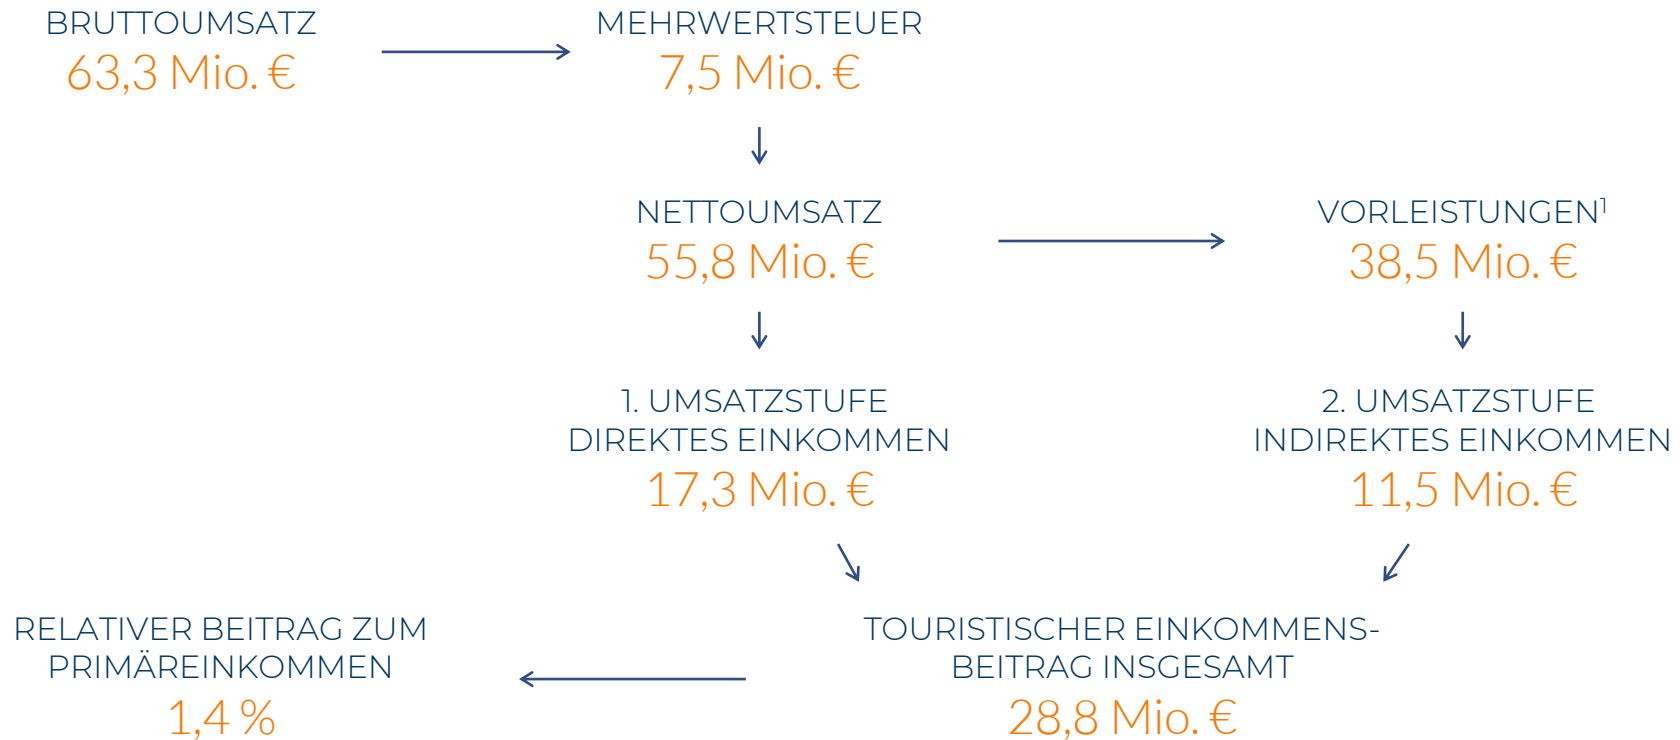 BRUTTOUMSATZ
63,3 Mio. €
MEHRWERTSTEUER
7,5 Mio. €
NETTOUMSATZ
55,8 Mio. €
VORLEISTUNGEN¹
38,5 Mio. €
1. UMSATZSTUFE
DIREKTES EINKOMMEN
17,3 Mio. €
2. UMSATZSTUFE
INDIREKTES EINKOMMEN
11,5 Mio. €
RELATIVER BEITRAG ZUM
PRIMÄREINKOMMEN
1,4 %
TOURISTISCHER EINKOMMENS-
BEITRAG INSGESAMT
28,8 Mio. €